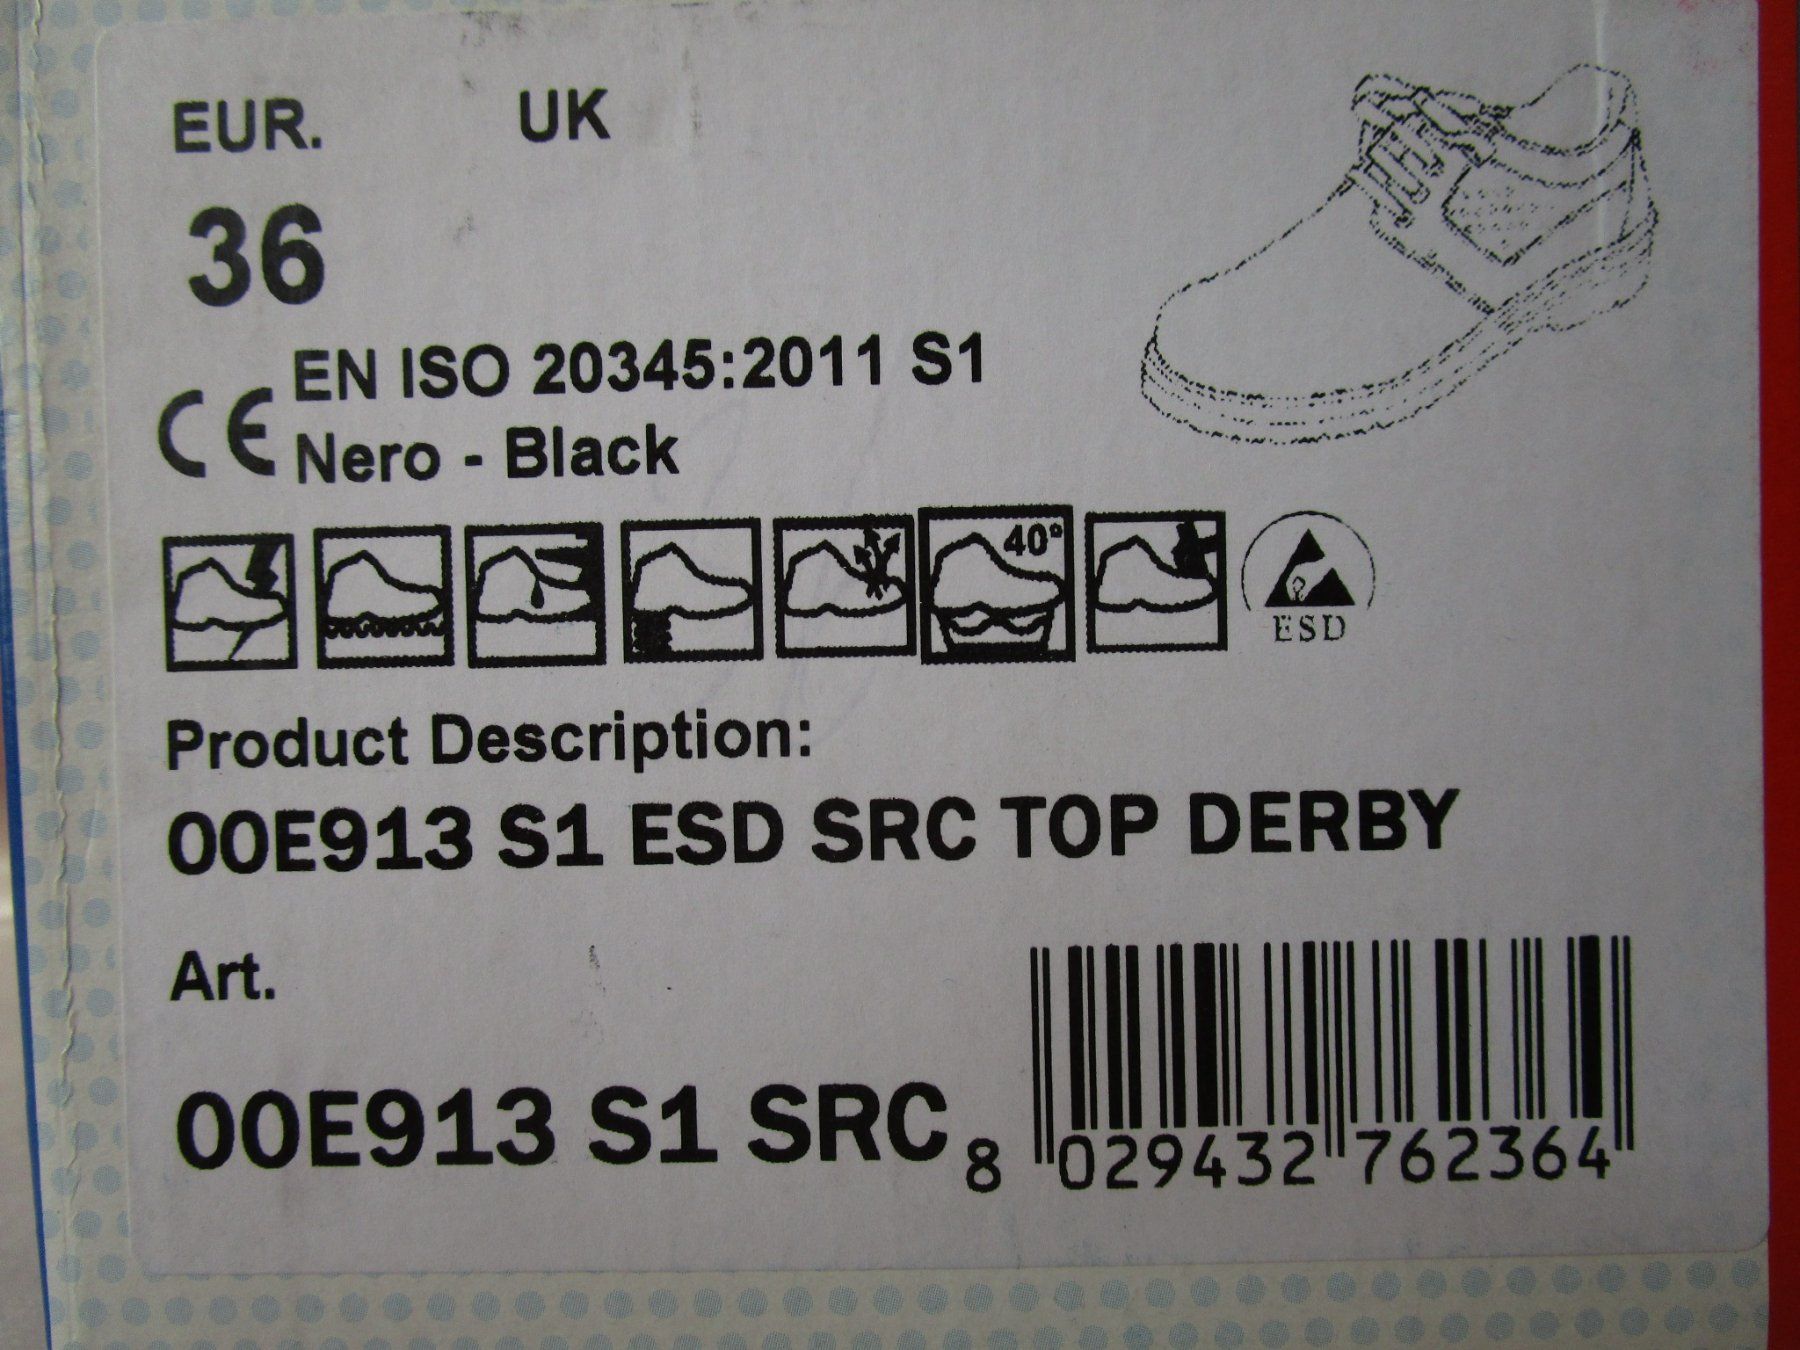 EUR. UK
36
CE EN ISO 20345:2011 S1
Nero - Black
40°
ESD
Product Description:
00E913 S1 ESD SRC TOP DERBY
Art.
00E913 S1 SRC
8 029432 762364